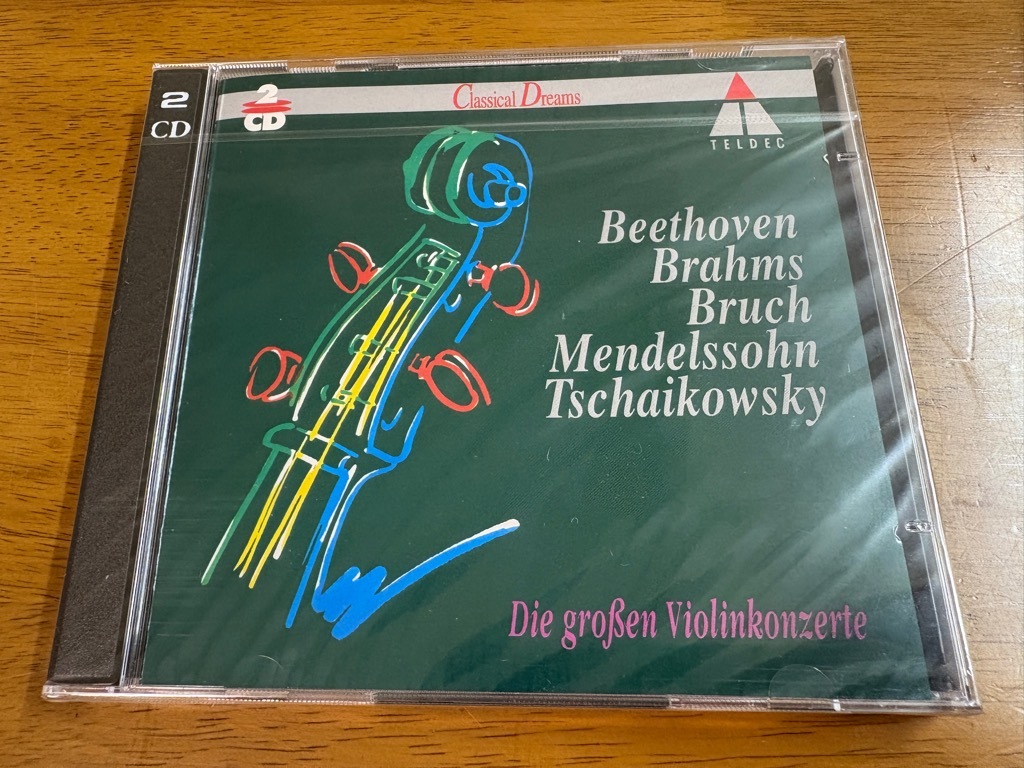 2
CD
2
CD
Classical Dreams
TELDEC
Beethoven
Brahms
Bruch
Mendelssohn
Tschaikowsky
Die großen Violinkonzerte